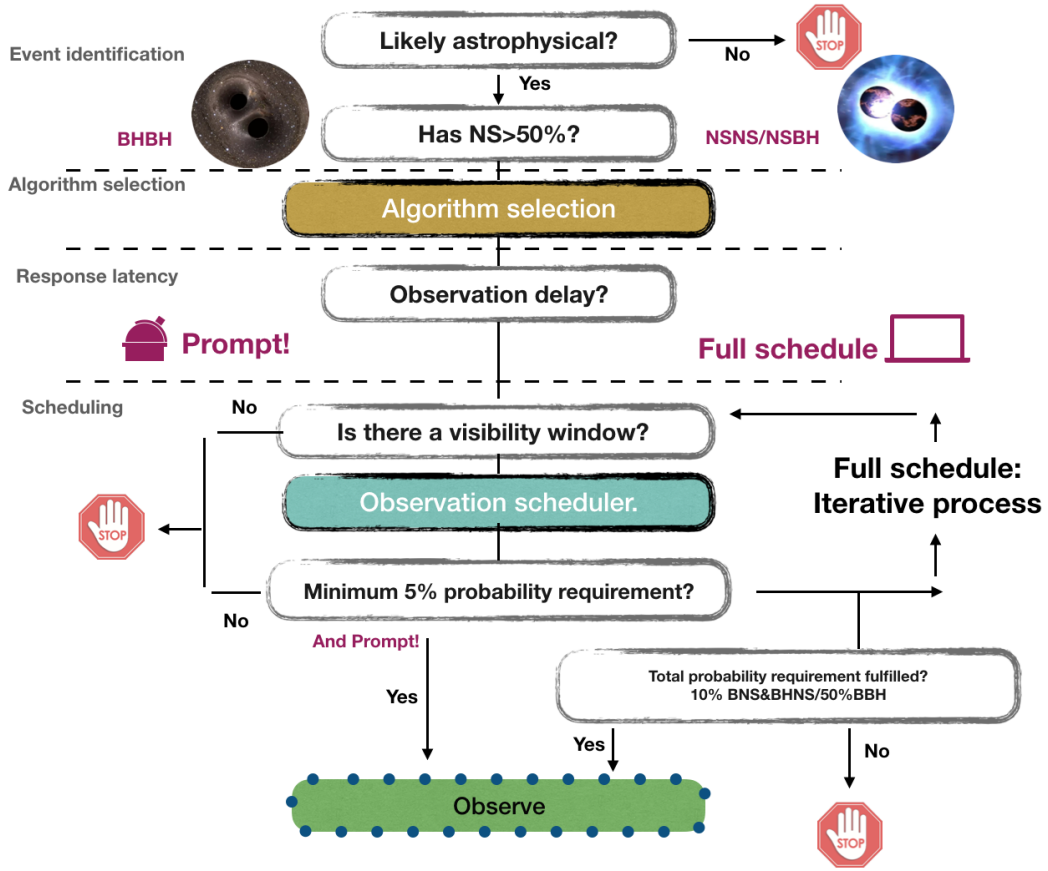 Likely astrophysical?
No
STOP
Event identification
Yes
BHBH
Has NS>50%?
NSNS/NSBH
Algorithm selection
Algorithm selection
Response latency
Observation delay?
Prompt!
Full schedule
Scheduling
No
Is there a visibility window?
Full schedule:
Iterative process
Observation scheduler.
STOP
Minimum 5% probability requirement?
No
And Prompt!
Total probability requirement fulfilled?
10% BNS&BHNS/50%BBH
Yes
Yes
No
Observe
STOP